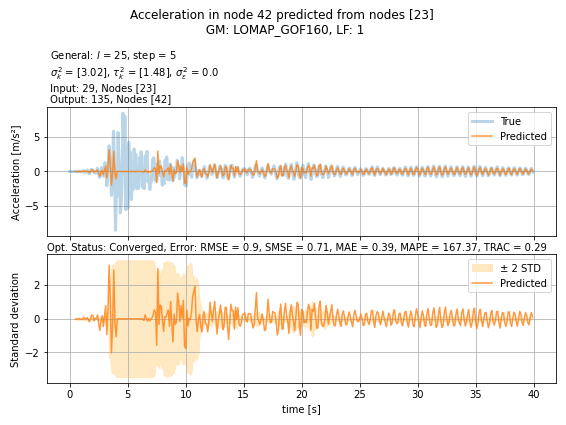 Acceleration in node 42 predicted from nodes [23]
GM: LOMAP_GOF160, LF: 1
General: l = 25, step = 5
σ²ₖ = [3.02], τ²ₖ = [1.48], σ²ε = 0.0
Input: 29, Nodes [23]
Output: 135, Nodes [42]
Acceleration [m/s²]
5
0
−5
True
Predicted
Opt. Status: Converged, Error: RMSE = 0.9, SMSE = 0.71, MAE = 0.39, MAPE = 167.37, TRAC = 0.29
Standard deviation
2
0
−2
± 2 STD
Predicted
0 5 10 15 20 25 30 35 40
time [s]